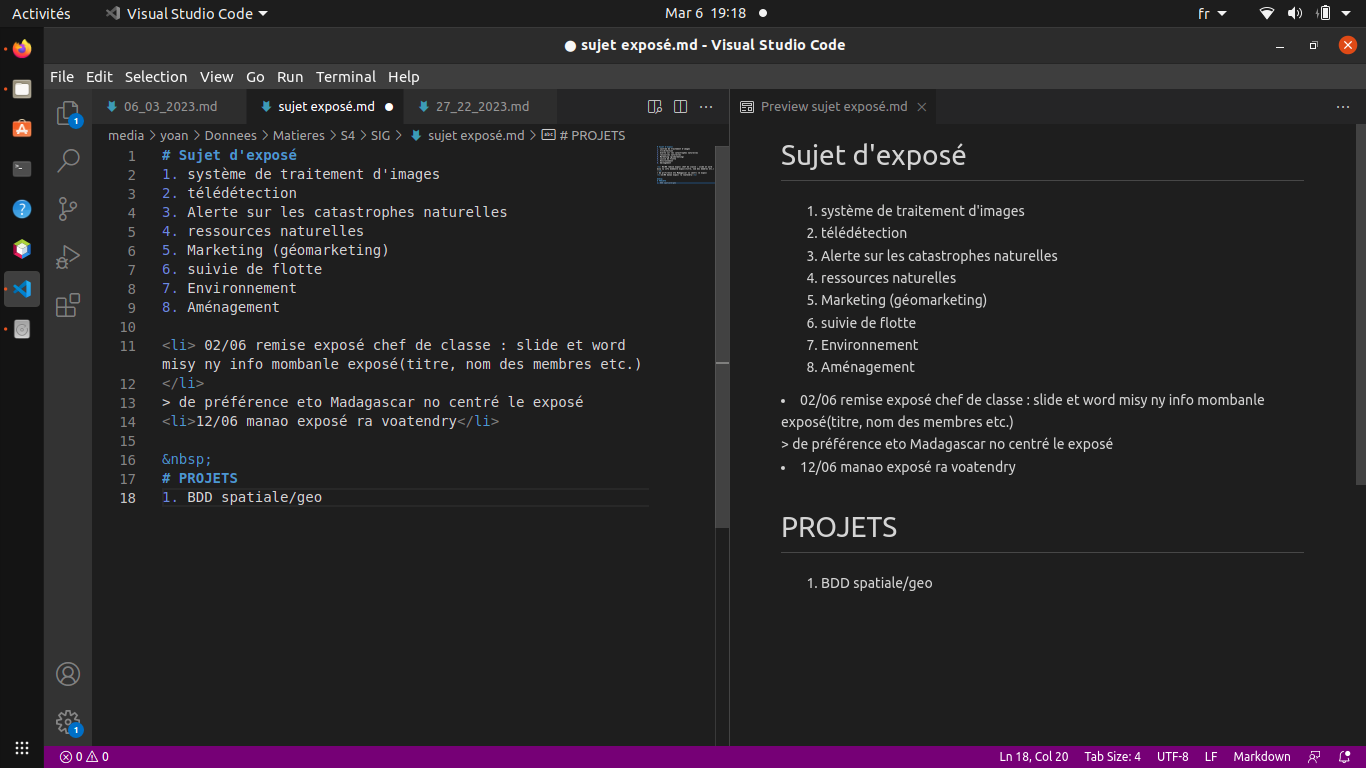 Activités
Visual Studio Code
Mar 6 19:18
fr
sujet exposé.md - Visual Studio Code
File Edit Selection View Go Run Terminal Help
06_03_2023.md
sujet exposé.md
27_22_2023.md
Preview sujet exposé.md
media > yoan > Donnees > Matieres > S4 > SIG > sujet exposé.md > # PROJETS
1 # Sujet d'exposé
2 1. système de traitement d'images
3 2. télédétection
4 3. Alerte sur les catastrophes naturelles
5 4. ressources naturelles
6 5. Marketing (géomarketing)
7 6. suivie de flotte
8 7. Environnement
9 8. Aménagement
10
11 <li> 02/06 remise exposé chef de classe : slide et word
misy ny info mombanle exposé(titre, nom des membres etc.)
12 </li>
13 > de préférence eto Madagascar no centré le exposé
14 <li>12/06 manao exposé ra voatendry</li>
15
16 &nbsp;
17 # PROJETS
18 1. BDD spatiale/geo
Sujet d'exposé
1. système de traitement d'images
2. télédétection
3. Alerte sur les catastrophes naturelles
4. ressources naturelles
5. Marketing (géomarketing)
6. suivie de flotte
7. Environnement
8. Aménagement
• 02/06 remise exposé chef de classe : slide et word misy ny info mombanle
exposé(titre, nom des membres etc.)
> de préférence eto Madagascar no centré le exposé
• 12/06 manao exposé ra voatendry
PROJETS
1. BDD spatiale/geo
1
1
0 0
Ln 18, Col 20
Tab Size: 4
UTF-8
LF
Markdown